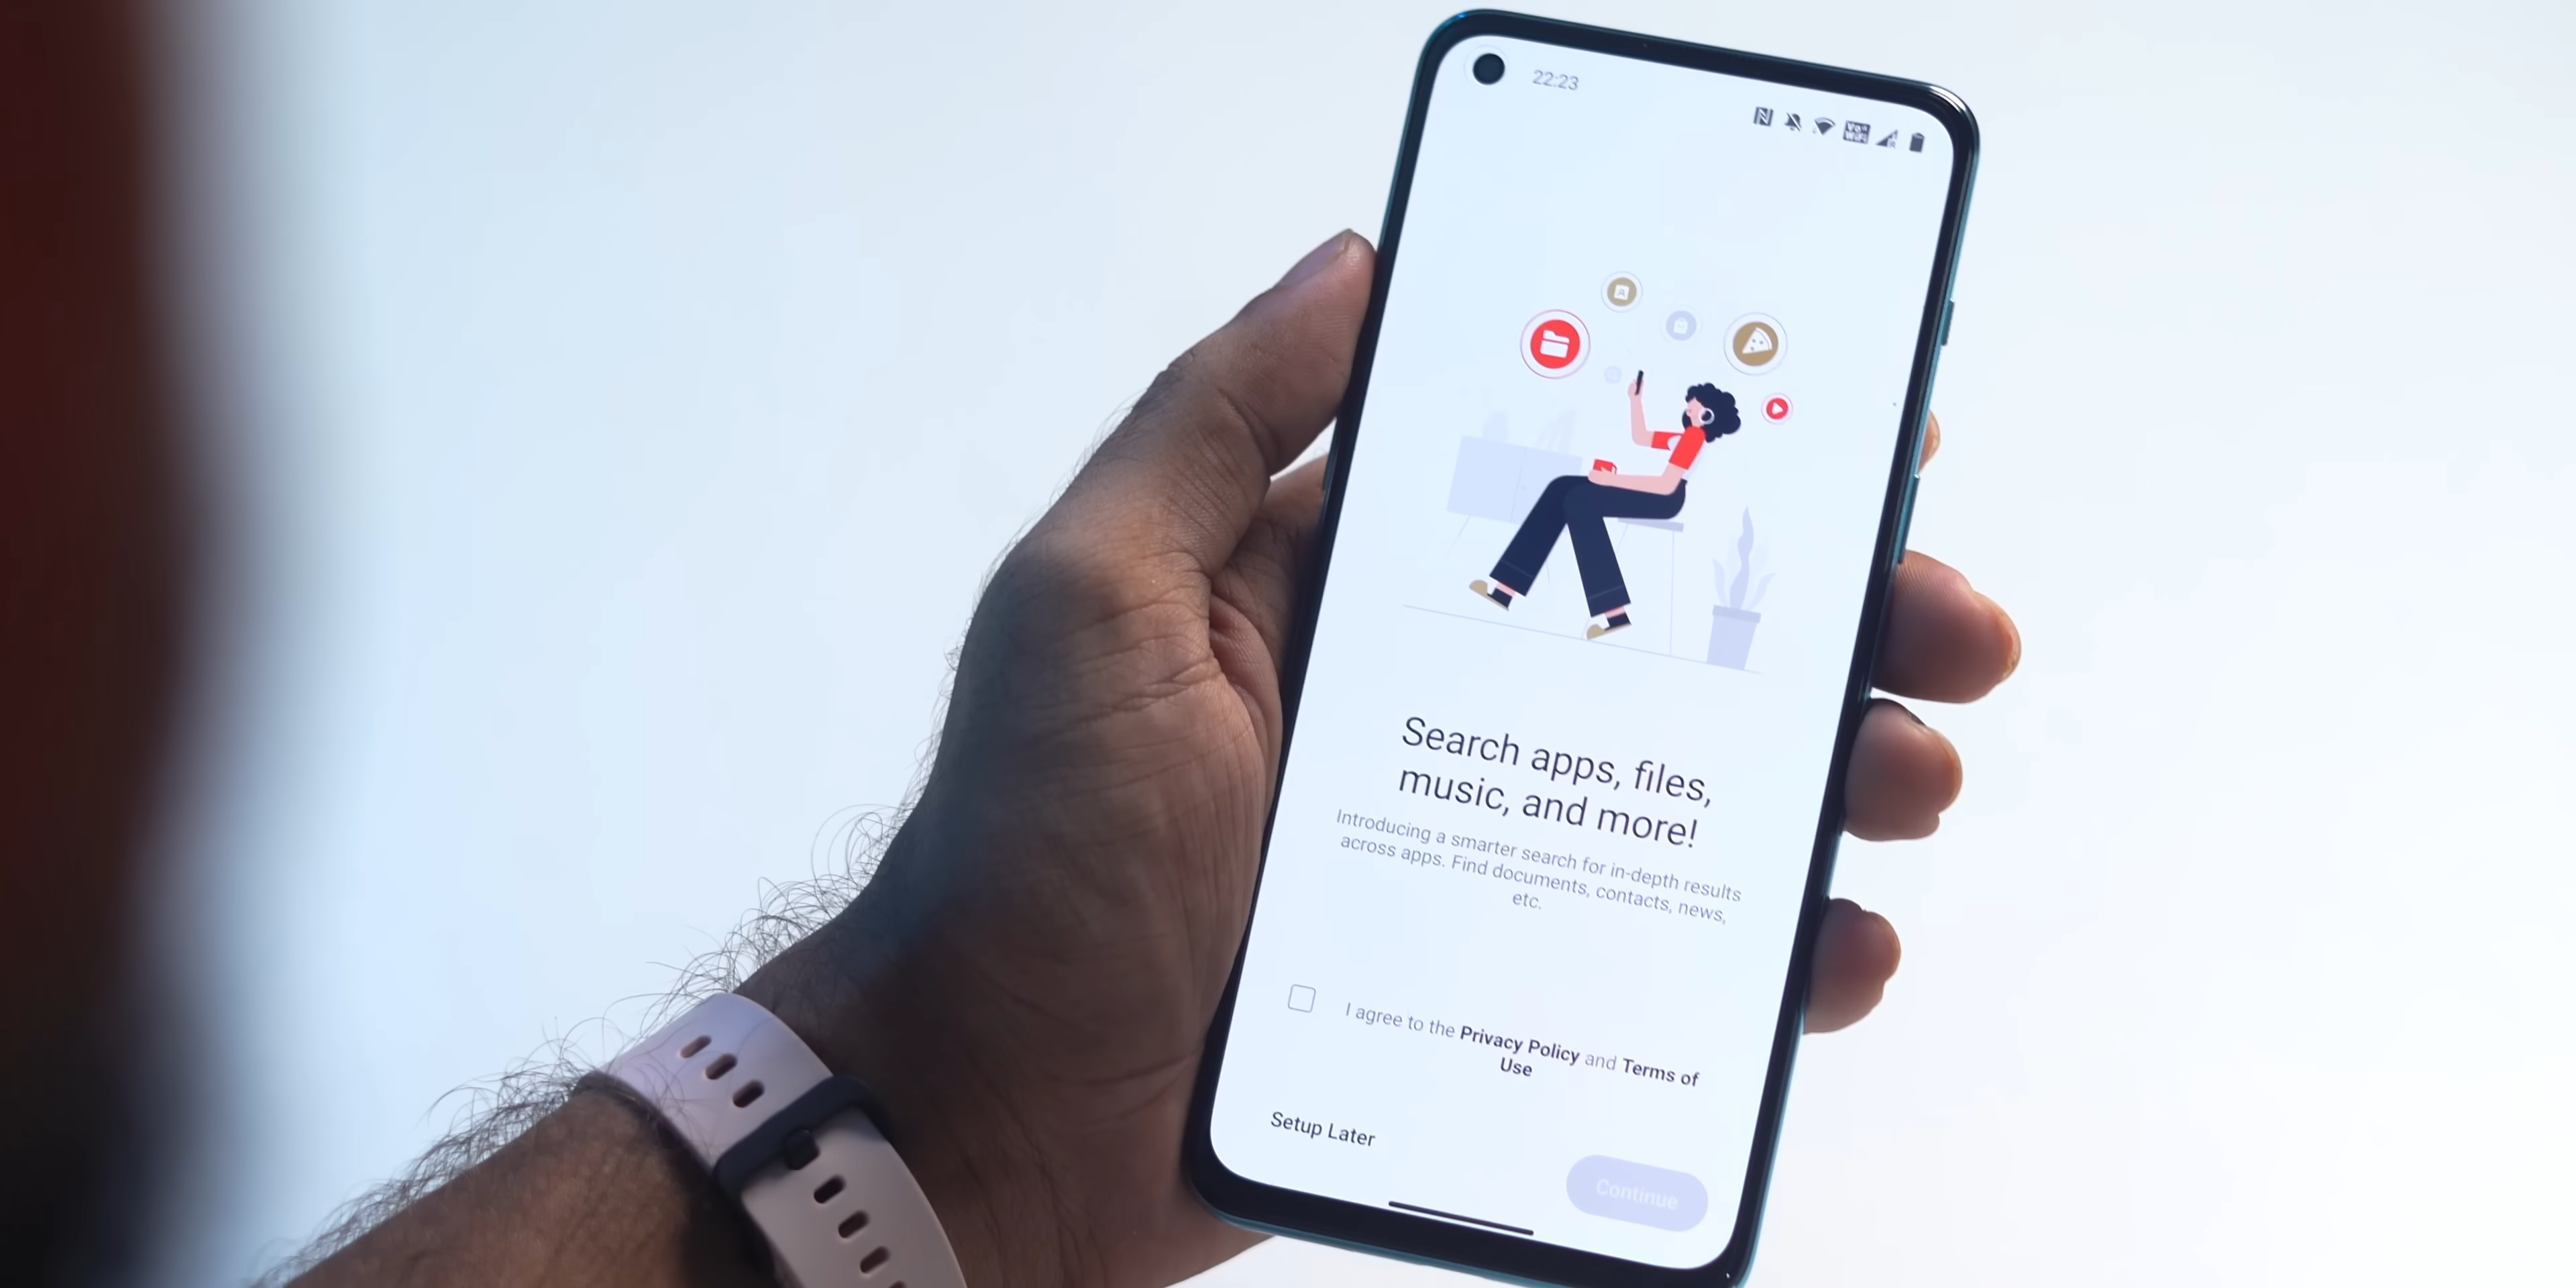 22:23
Search apps, files,
music, and more!
Introducing a smarter search for in-depth results
across apps. Find documents, contacts, news,
etc.
I agree to the Privacy Policy and Terms of
Use
Setup Later
Continue